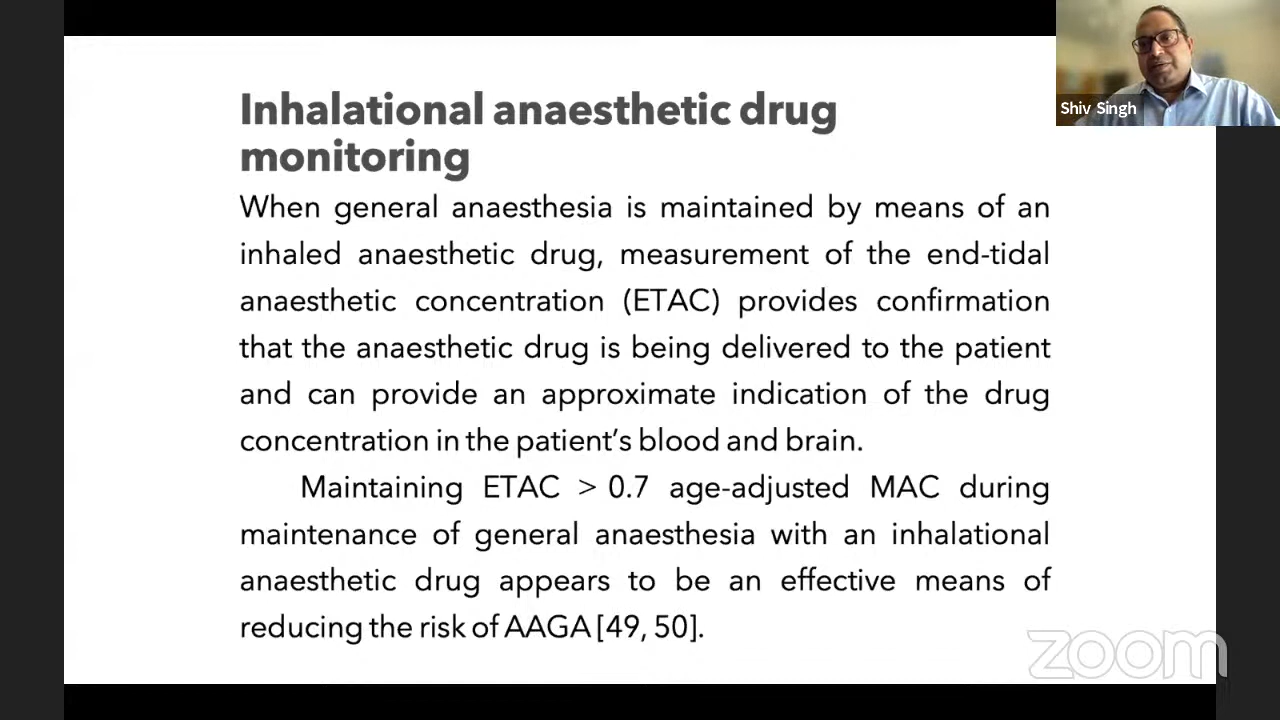 Inhalational anaesthetic drug
monitoring
When general anaesthesia is maintained by means of an
inhaled anaesthetic drug, measurement of the end-tidal
anaesthetic concentration (ETAC) provides confirmation
that the anaesthetic drug is being delivered to the patient
and can provide an approximate indication of the drug
concentration in the patient’s blood and brain.
Maintaining ETAC > 0.7 age-adjusted MAC during
maintenance of general anaesthesia with an inhalational
anaesthetic drug appears to be an effective means of
reducing the risk of AAGA [49, 50].
Shiv Singh
zoom